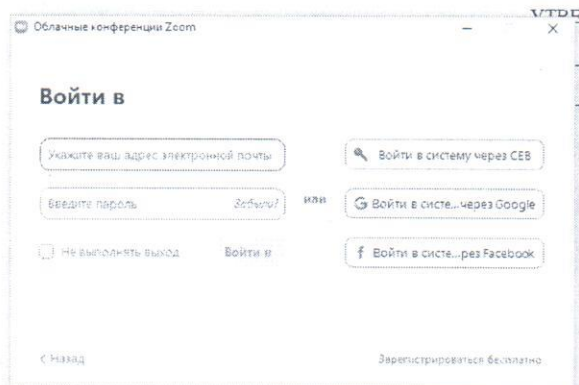 Облачные конференции Zoom
Войти в
Укажите ваш адрес электронной почты
Войти в систему через СЕВ
Введите пароль
Забыли?
или
Войти в систе...через Google
Не выполнять выход
Войти в
Войти в систе...рез Facebook
< Назад
Зарегистрироваться бесплатно